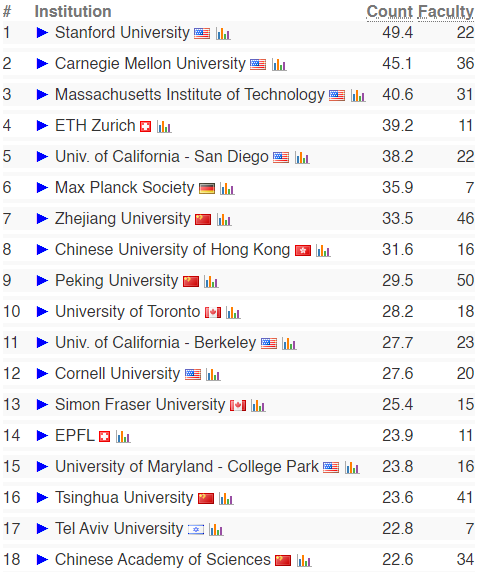 # Institution Count Faculty
1 ► Stanford University 49.4 22
2 ► Carnegie Mellon University 45.1 36
3 ► Massachusetts Institute of Technology 40.6 31
4 ► ETH Zurich 39.2 11
5 ► Univ. of California - San Diego 38.2 22
6 ► Max Planck Society 35.9 7
7 ► Zhejiang University 33.5 46
8 ► Chinese University of Hong Kong 31.6 16
9 ► Peking University 29.5 50
10 ► University of Toronto 28.2 18
11 ► Univ. of California - Berkeley 27.7 23
12 ► Cornell University 27.6 20
13 ► Simon Fraser University 25.4 15
14 ► EPFL 23.9 11
15 ► University of Maryland - College Park 23.8 16
16 ► Tsinghua University 23.6 41
17 ► Tel Aviv University 22.8 7
18 ► Chinese Academy of Sciences 22.6 34